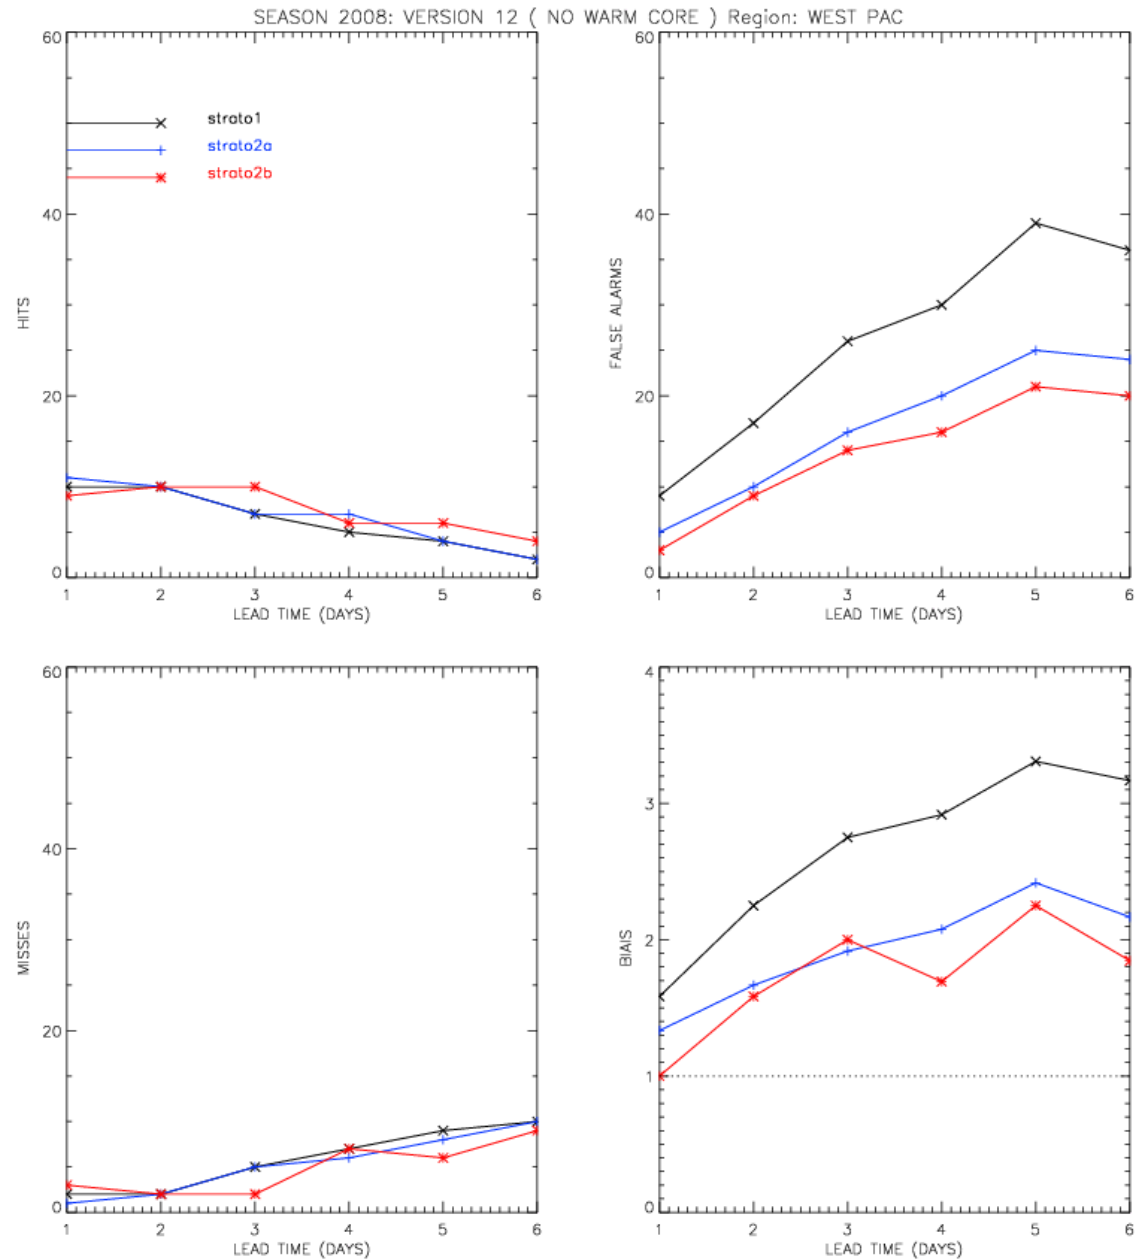 SEASON 2008: VERSION 12 ( NO WARM CORE ) Region: WEST PAC
60
40
20
0
HITS
strato1
strato2a
strato2b
1 2 3 4 5 6
LEAD TIME (DAYS)
60
40
20
0
FALSE ALARMS
1 2 3 4 5 6
LEAD TIME (DAYS)
60
40
20
0
MISSES
1 2 3 4 5 6
LEAD TIME (DAYS)
4
3
2
1
0
BIAIS
1 2 3 4 5 6
LEAD TIME (DAYS)